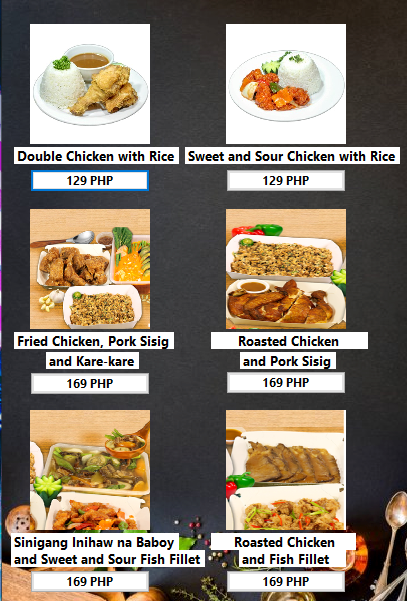 Double Chicken with Rice
129 PHP
Sweet and Sour Chicken with Rice
129 PHP
Fried Chicken, Pork Sisig
and Kare-kare
169 PHP
Roasted Chicken
and Pork Sisig
169 PHP
Sinigang Inihaw na Baboy
and Sweet and Sour Fish Fillet
169 PHP
Roasted Chicken
and Fish Fillet
169 PHP